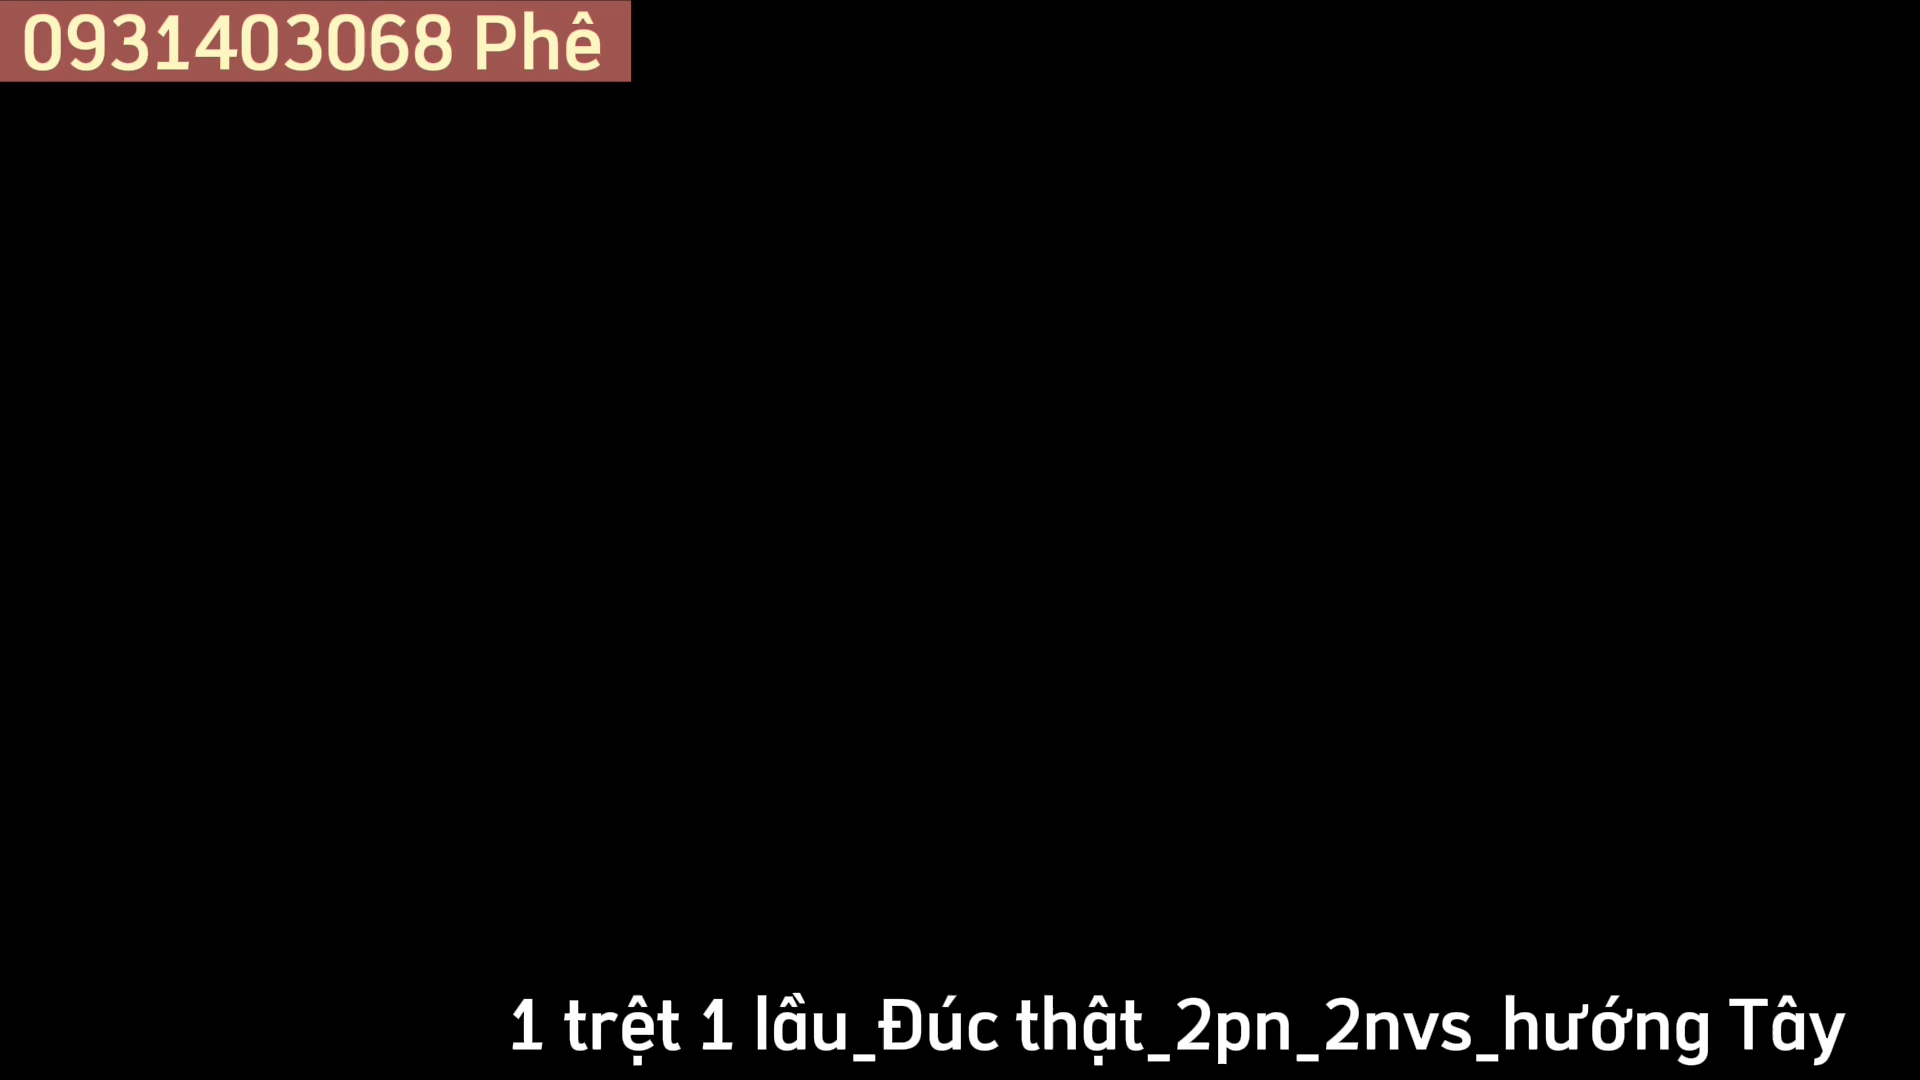 0931403068 Phê
1 trệt 1 lầu_Đúc thật_2pn_2nvs_hướng Tây